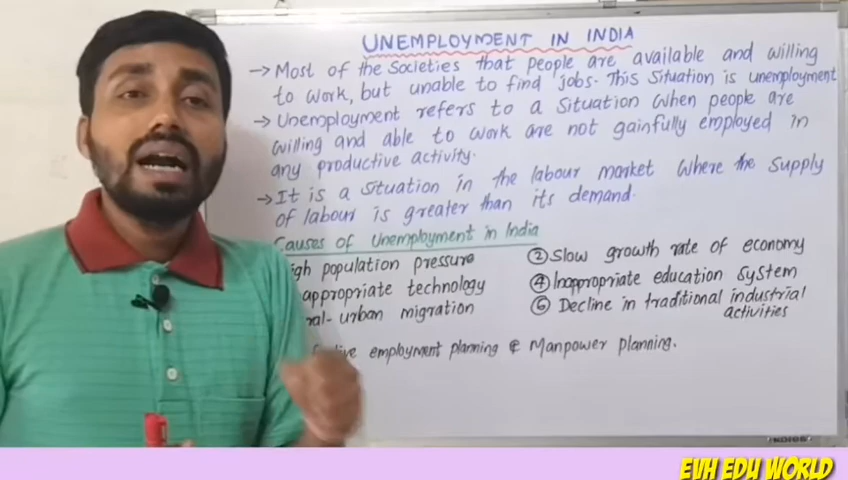 UNEMPLOYMENT IN INDIA
→ Most of the Societies that people are available and willing
to work, but unable to find jobs. This Situation is unemployment
→ Unemployment refers to a Situation when people are
willing and able to work are not gainfully employed in
any productive activity.
→ It is a situation in the labour market where the supply
of labour is greater than its demand.
Causes of Unemployment in India
igh population pressure ② Slow growth rate of economy
appropriate technology ④ Inappropriate education system
ral-urban migration ⑥ Decline in traditional industrial
activities
employment planning & Manpower planning.
EVH EDU WORLD